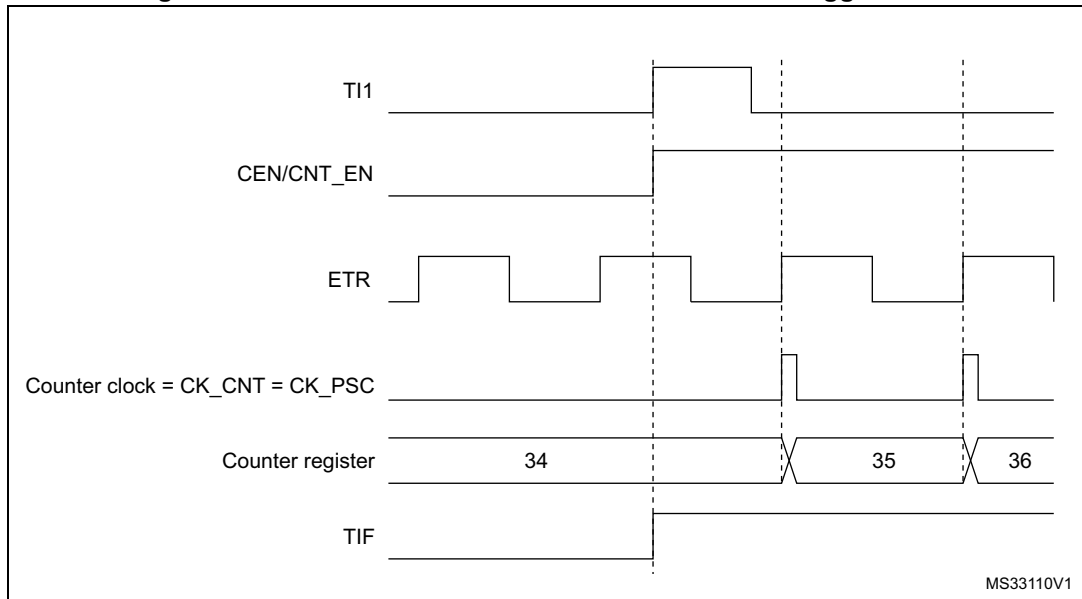 TI1
CEN/CNT_EN
ETR
Counter clock = CK_CNT = CK_PSC
Counter register
34
35
36
TIF
MS33110V1